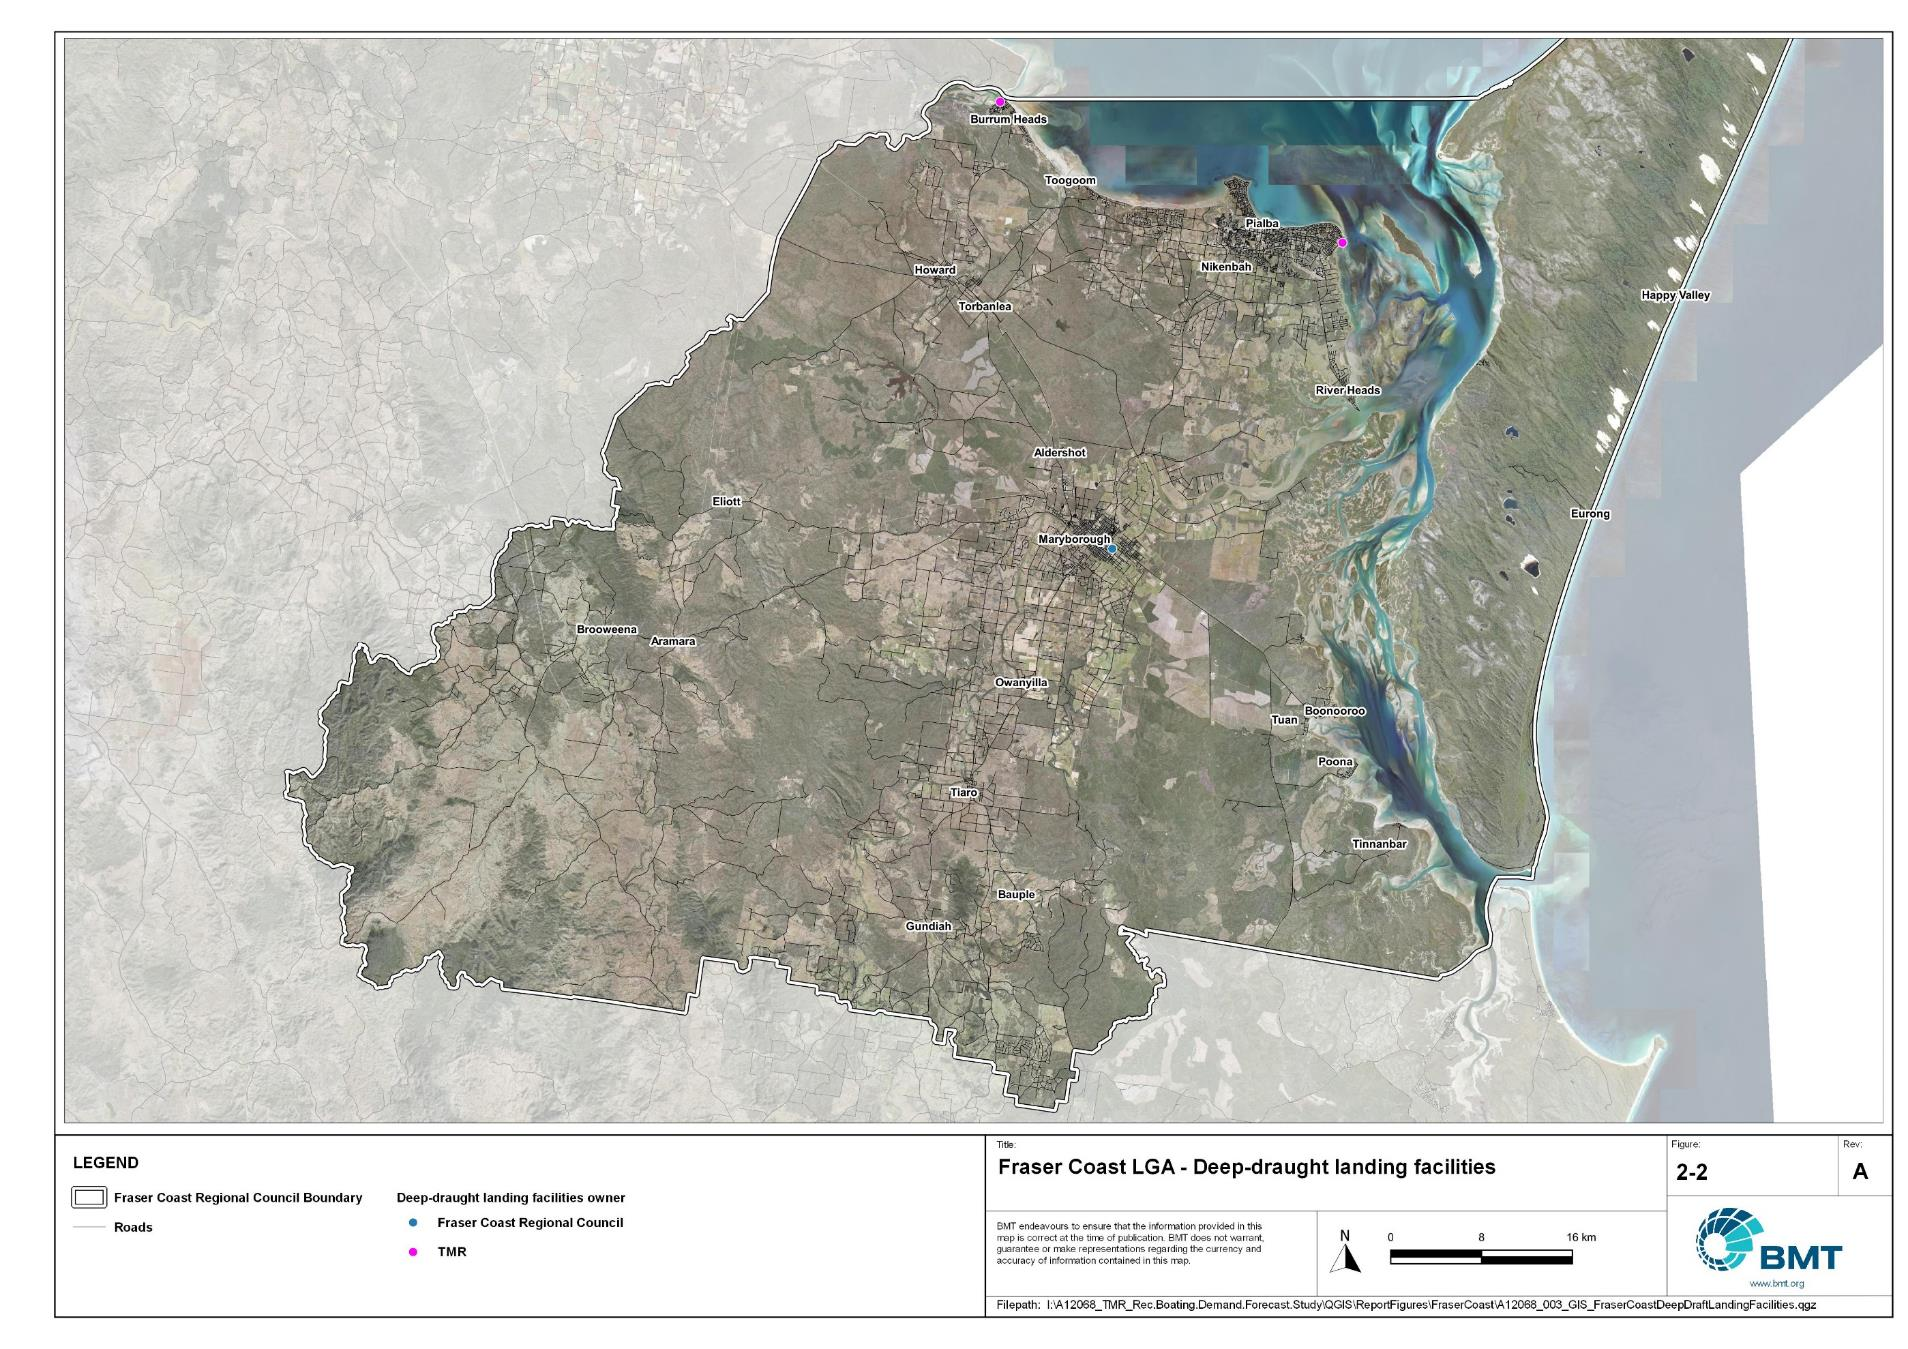 Burrum Heads
Toogoom
Pialba
Nikenbah
Howard
Torbanlea
Happy Valley
River Heads
Aldershot
Eliott
Eurong
Maryborough
Brooweena
Aramara
Owanyilla
Boonooroo
Tuan
Poona
Tiaro
Tinnanbar
Bauple
Gundiah
LEGEND
Fraser Coast Regional Council Boundary
Roads
Deep-draught landing facilities owner
Fraser Coast Regional Council
TMR
Title:
Fraser Coast LGA - Deep-draught landing facilities
Figure:
2-2
Rev:
A
BMT endeavours to ensure that the information provided in this
map is correct at the time of publication. BMT does not warrant,
guarantee or make representations regarding the currency and
accuracy of information contained in this map.
N
0 8 16 km
BMT
www.bmt.org
Filepath: I:\A12068_TMR_Rec.Boating.Demand.Forecast.Study\QGIS\ReportFigures\FraserCoast\A12068_003_GIS_FraserCoastDeepDraftLandingFacilities.qgz